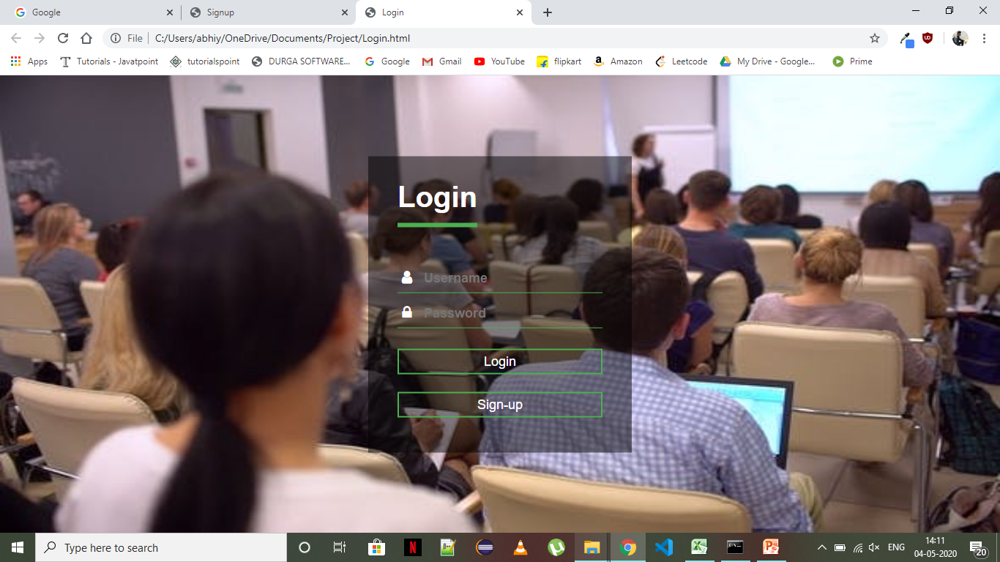 Google
Signup
Login
File
C:/Users/abhiy/OneDrive/Documents/Project/Login.html
Apps
Tutorials - Javatpoint
tutorialspoint
DURGA SOFTWARE...
Google
Gmail
YouTube
flipkart
Amazon
Leetcode
My Drive - Google...
Prime
Login
Username
Password
Login
Sign-up
Type here to search
ENG
14:11
04-05-2020
20